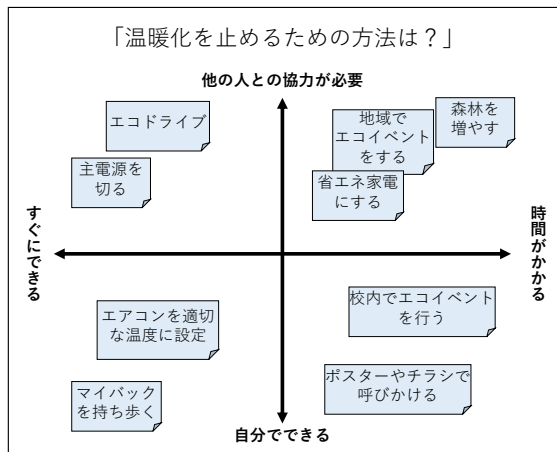 「温暖化を止めるための方法は？」
他の人との協力が必要
エコドライブ
主電源を
切る
地域で
エコイベント
をする
森林を
増やす
省エネ家電
にする
すぐにできる
時間がかかる
エアコンを適切
な温度に設定
マイバック
を持ち歩く
校内でエコイベント
を行う
ポスターやチラシで
呼びかける
自分でできる